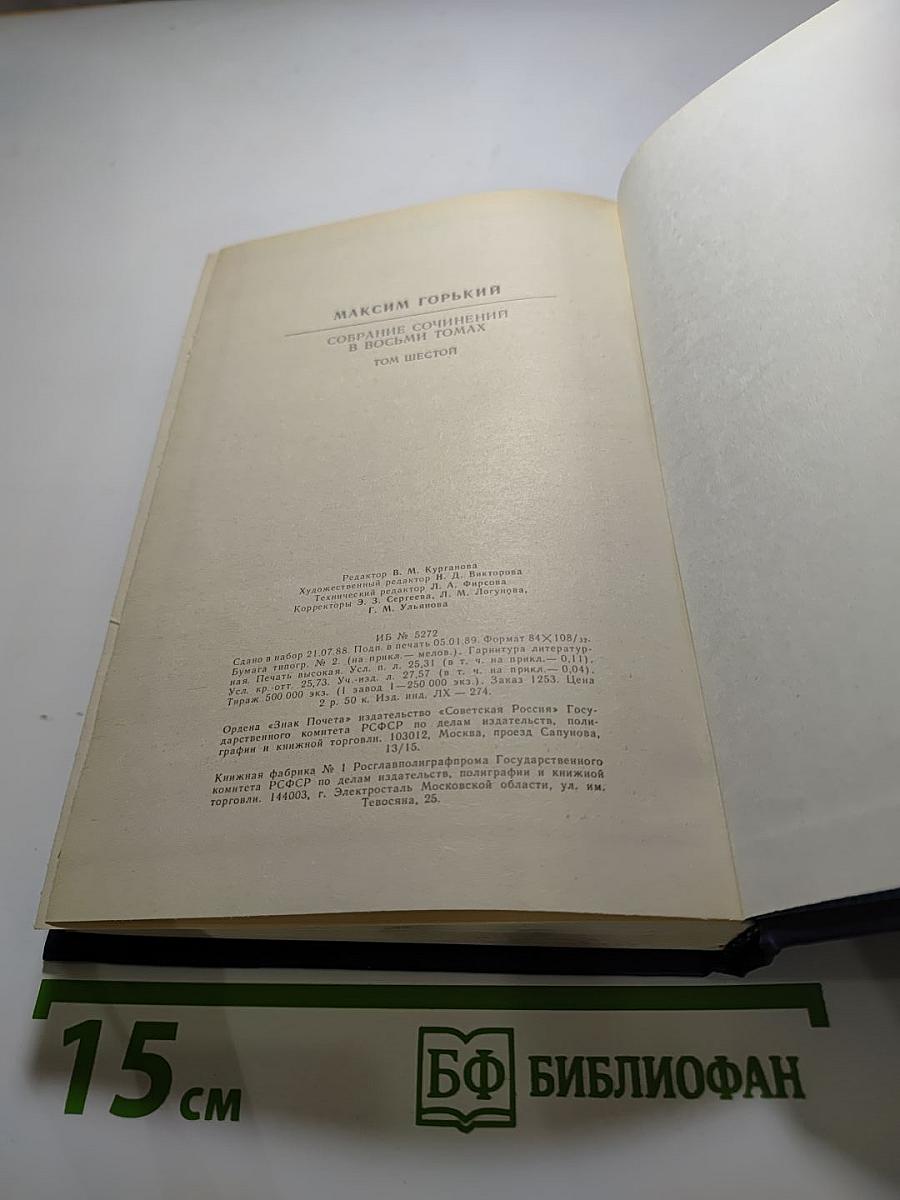 МАКСИМ ГОРЬКИЙ
СОБРАНИЕ СОЧИНЕНИЙ
В ВОСЬМИ ТОМАХ
ТОМ ШЕСТОЙ
Редактор В. М. Курганова
Художественный редактор Н. Д. Викторова
Технический редактор Л. А. Фирсова
Корректоры Э. З. Сергеева, Л. М. Логунова,
Г. М. Ульянова
ИБ № 5272
Сдано в набор 21.07.88. Подп. в печать 05.01.89. Формат 84×108/32.
Бумага типогр. № 2. (на прикл.— мелов.). Гарнитура литератур-
ная. Печать высокая. Усл. п. л. 25,31 (в т. ч. на прикл.— 0,11).
Усл. кр.-отт. 25,73. Уч.-изд. л. 27,57 (в т. ч. на прикл.— 0,04).
Тираж 500 000 экз. (1 завод 1—250 000 экз.). Заказ 1253. Цена
2 р. 50 к. Изд. инд. ЛХ — 274.
Ордена «Знак Почета» издательство «Советская Россия» Госу-
дарственного комитета РСФСР по делам издательств, поли-
графии и книжной торговли. 103012, Москва, проезд Сапунова,
13/15.
Книжная фабрика № 1 Росглавполиграфпрома Государственного
комитета РСФСР по делам издательств, полиграфии и книжной
торговли. 144003, г. Электросталь Московской области, ул. им.
Тевосяна, 25.
15 см
БФ БИБЛИОФАН